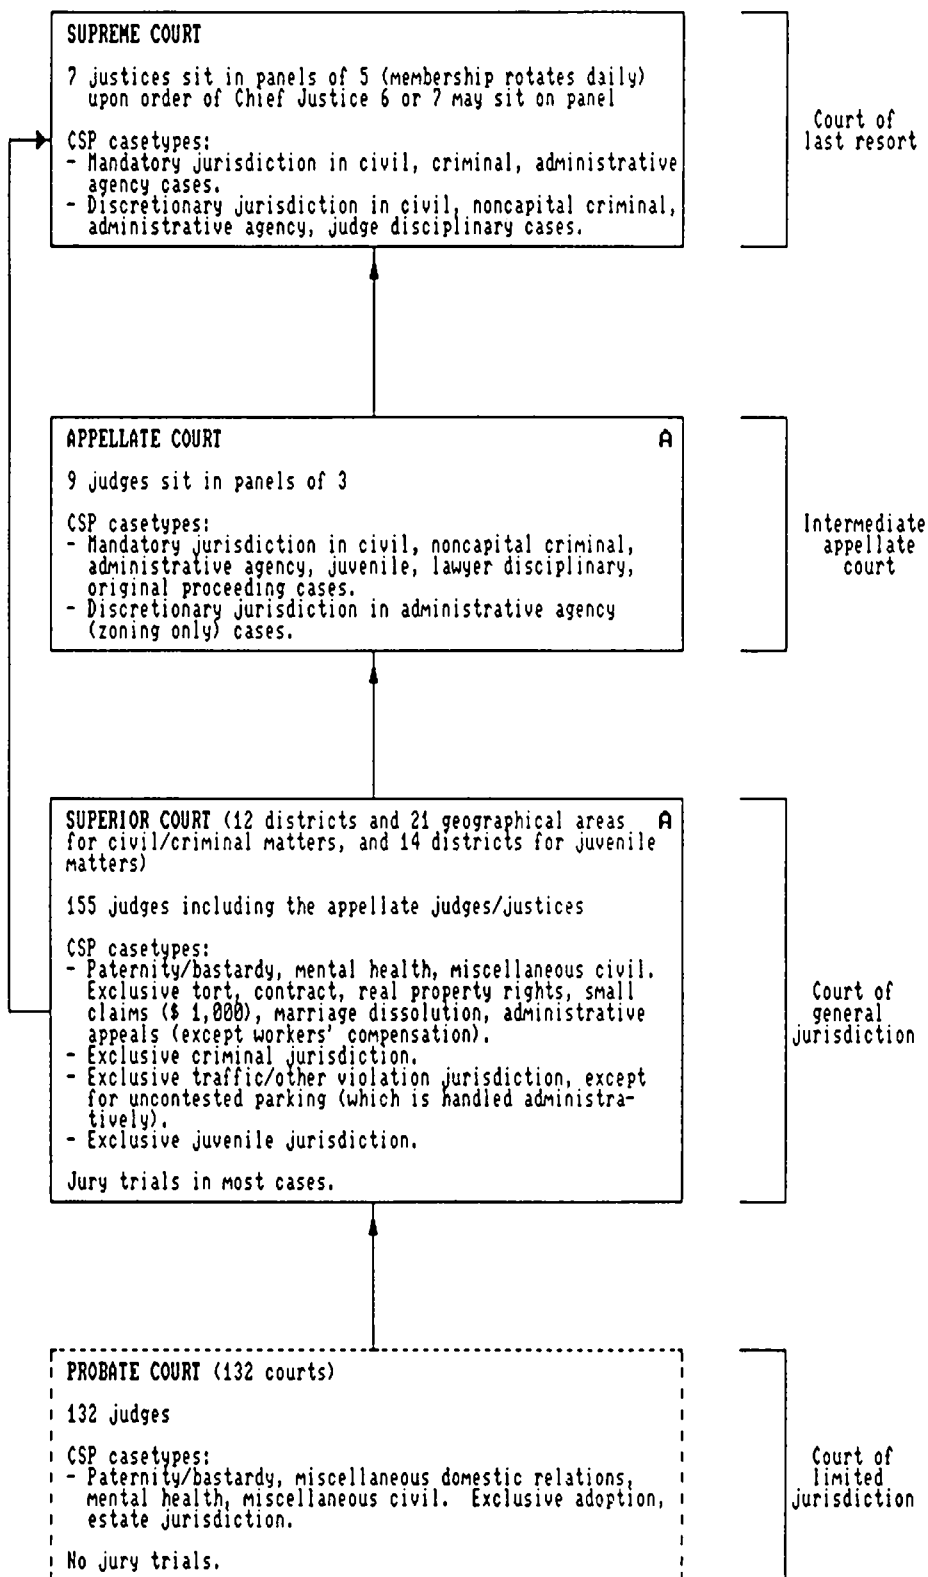 SUPREME COURT
7 justices sit in panels of 5 (membership rotates daily)
upon order of Chief Justice 6 or 7 may sit on panel
CSP casetypes:
- Mandatory jurisdiction in civil, criminal, administrative
agency cases.
- Discretionary jurisdiction in civil, noncapital criminal,
administrative agency, judge disciplinary cases.
Court of
last resort
APPELLATE COURT A
9 judges sit in panels of 3
CSP casetypes:
- Mandatory jurisdiction in civil, noncapital criminal,
administrative agency, juvenile, lawyer disciplinary,
original proceeding cases.
- Discretionary jurisdiction in administrative agency
(zoning only) cases.
Intermediate
appellate
court
SUPERIOR COURT (12 districts and 21 geographical areas A
for civil/criminal matters, and 14 districts for juvenile
matters)
155 judges including the appellate judges/justices
CSP casetypes:
- Paternity/bastardy, mental health, miscellaneous civil.
Exclusive tort, contract, real property rights, small
claims ($ 1,000), marriage dissolution, administrative
appeals (except workers' compensation).
- Exclusive criminal jurisdiction.
- Exclusive traffic/other violation jurisdiction, except
for uncontested parking (which is handled administra-
tively).
- Exclusive juvenile jurisdiction.
Jury trials in most cases.
Court of
general
jurisdiction
PROBATE COURT (132 courts)
132 judges
CSP casetypes:
- Paternity/bastardy, miscellaneous domestic relations,
mental health, miscellaneous civil. Exclusive adoption,
estate jurisdiction.
No jury trials.
Court of
limited
jurisdiction